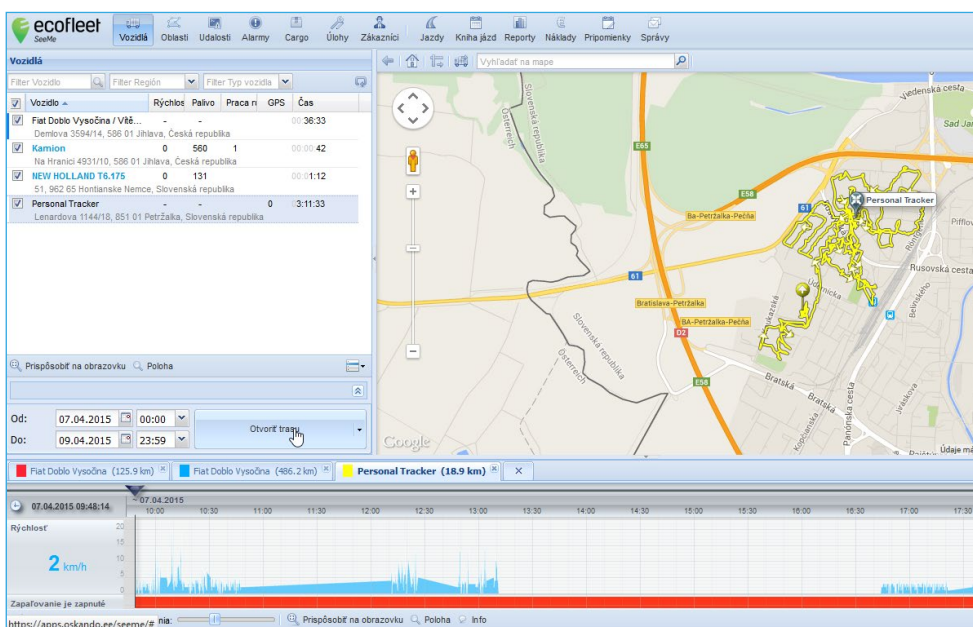 ecofleet
SeeMe
Vozidlá Oblasti Udalosti Alarmy Cargo Úlohy Zákazníci Jazdy Kniha jázd Reporty Náklady Pripomienky Správy
Vozidlá
Vyhľadať na mape
Filter Vozidlo Filter Región Filter Typ vozidla
Vozidlo Rýchlos Palivo Praca n GPS Čas
Fiat Doblo Vysočina / Vítě... - - 00:36:33
Demlova 3594/14, 586 01 Jihlava, Česká republika
Kamion 0 560 1 00:00:42
Na Hranici 4931/10, 586 01 Jihlava, Česká republika
NEW HOLLAND T6.175 0 131 00:01:12
51, 962 65 Hontianske Nemce, Slovenská republika
Personal Tracker - - 0 3:11:33
Lenardova 1144/18, 851 01 Petržalka, Slovenská republika
Viedenská cesta
Sad Jan
Slovenská republika
Österreich
E65
E58
61
Personal Tracker
Ba-Petržalka-Pečňa
Pifflo
Röntg
Rusovská cesta
61
Údernícka
Belinského
Bratislava-Petržalka
BA-Petržalka-Pečňa
D2
Slovenská republika
Österreich
E58
Bratská
Bratská
Kopčianska
Panónska cesta
Jiráskova
Google
Údaje má
Prispôsobiť na obrazovku Poloha
Od: 07.04.2015 00:00
Do: 09.04.2015 23:59
Otvoriť trasu
Fiat Doblo Vysočina (125.9 km) Fiat Doblo Vysočina (486.2 km) Personal Tracker (18.9 km)
07.04.2015 09:48:14
~ 07.04.2015
10:00 10:30 11:00 11:30 12:00 12:30 13:00 13:30 14:00 14:30 15:00 15:30 16:00 16:30 17:00 17:30
Rýchlosť
20
15
10
5
0
2 km/h
Zapaľovanie je zapnuté
https://apps.oskando.ee/seeme/# nia: Prispôsobiť na obrazovku Poloha Info